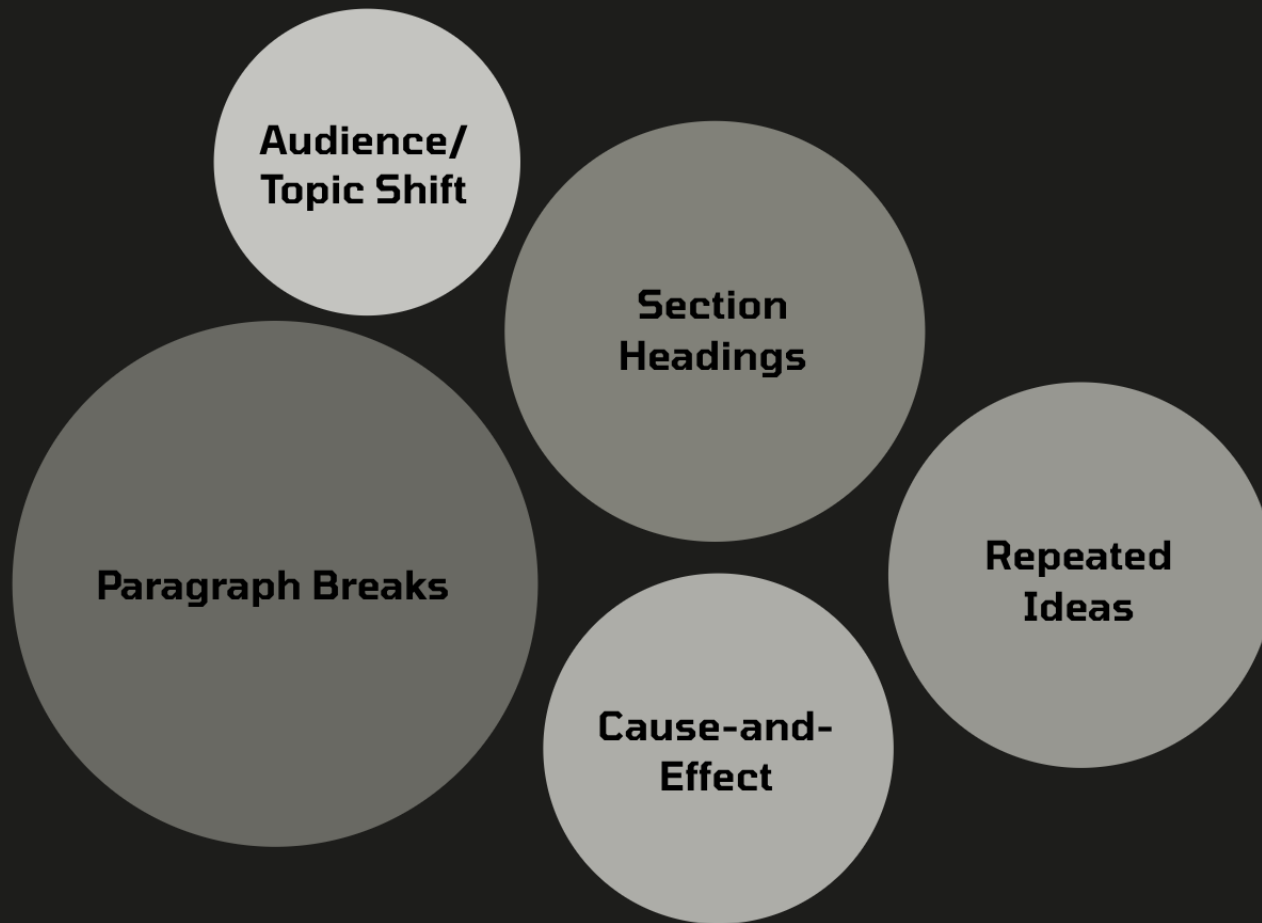 Audience/
Topic Shift
Section
Headings
Paragraph Breaks
Repeated
Ideas
Cause-and-
Effect